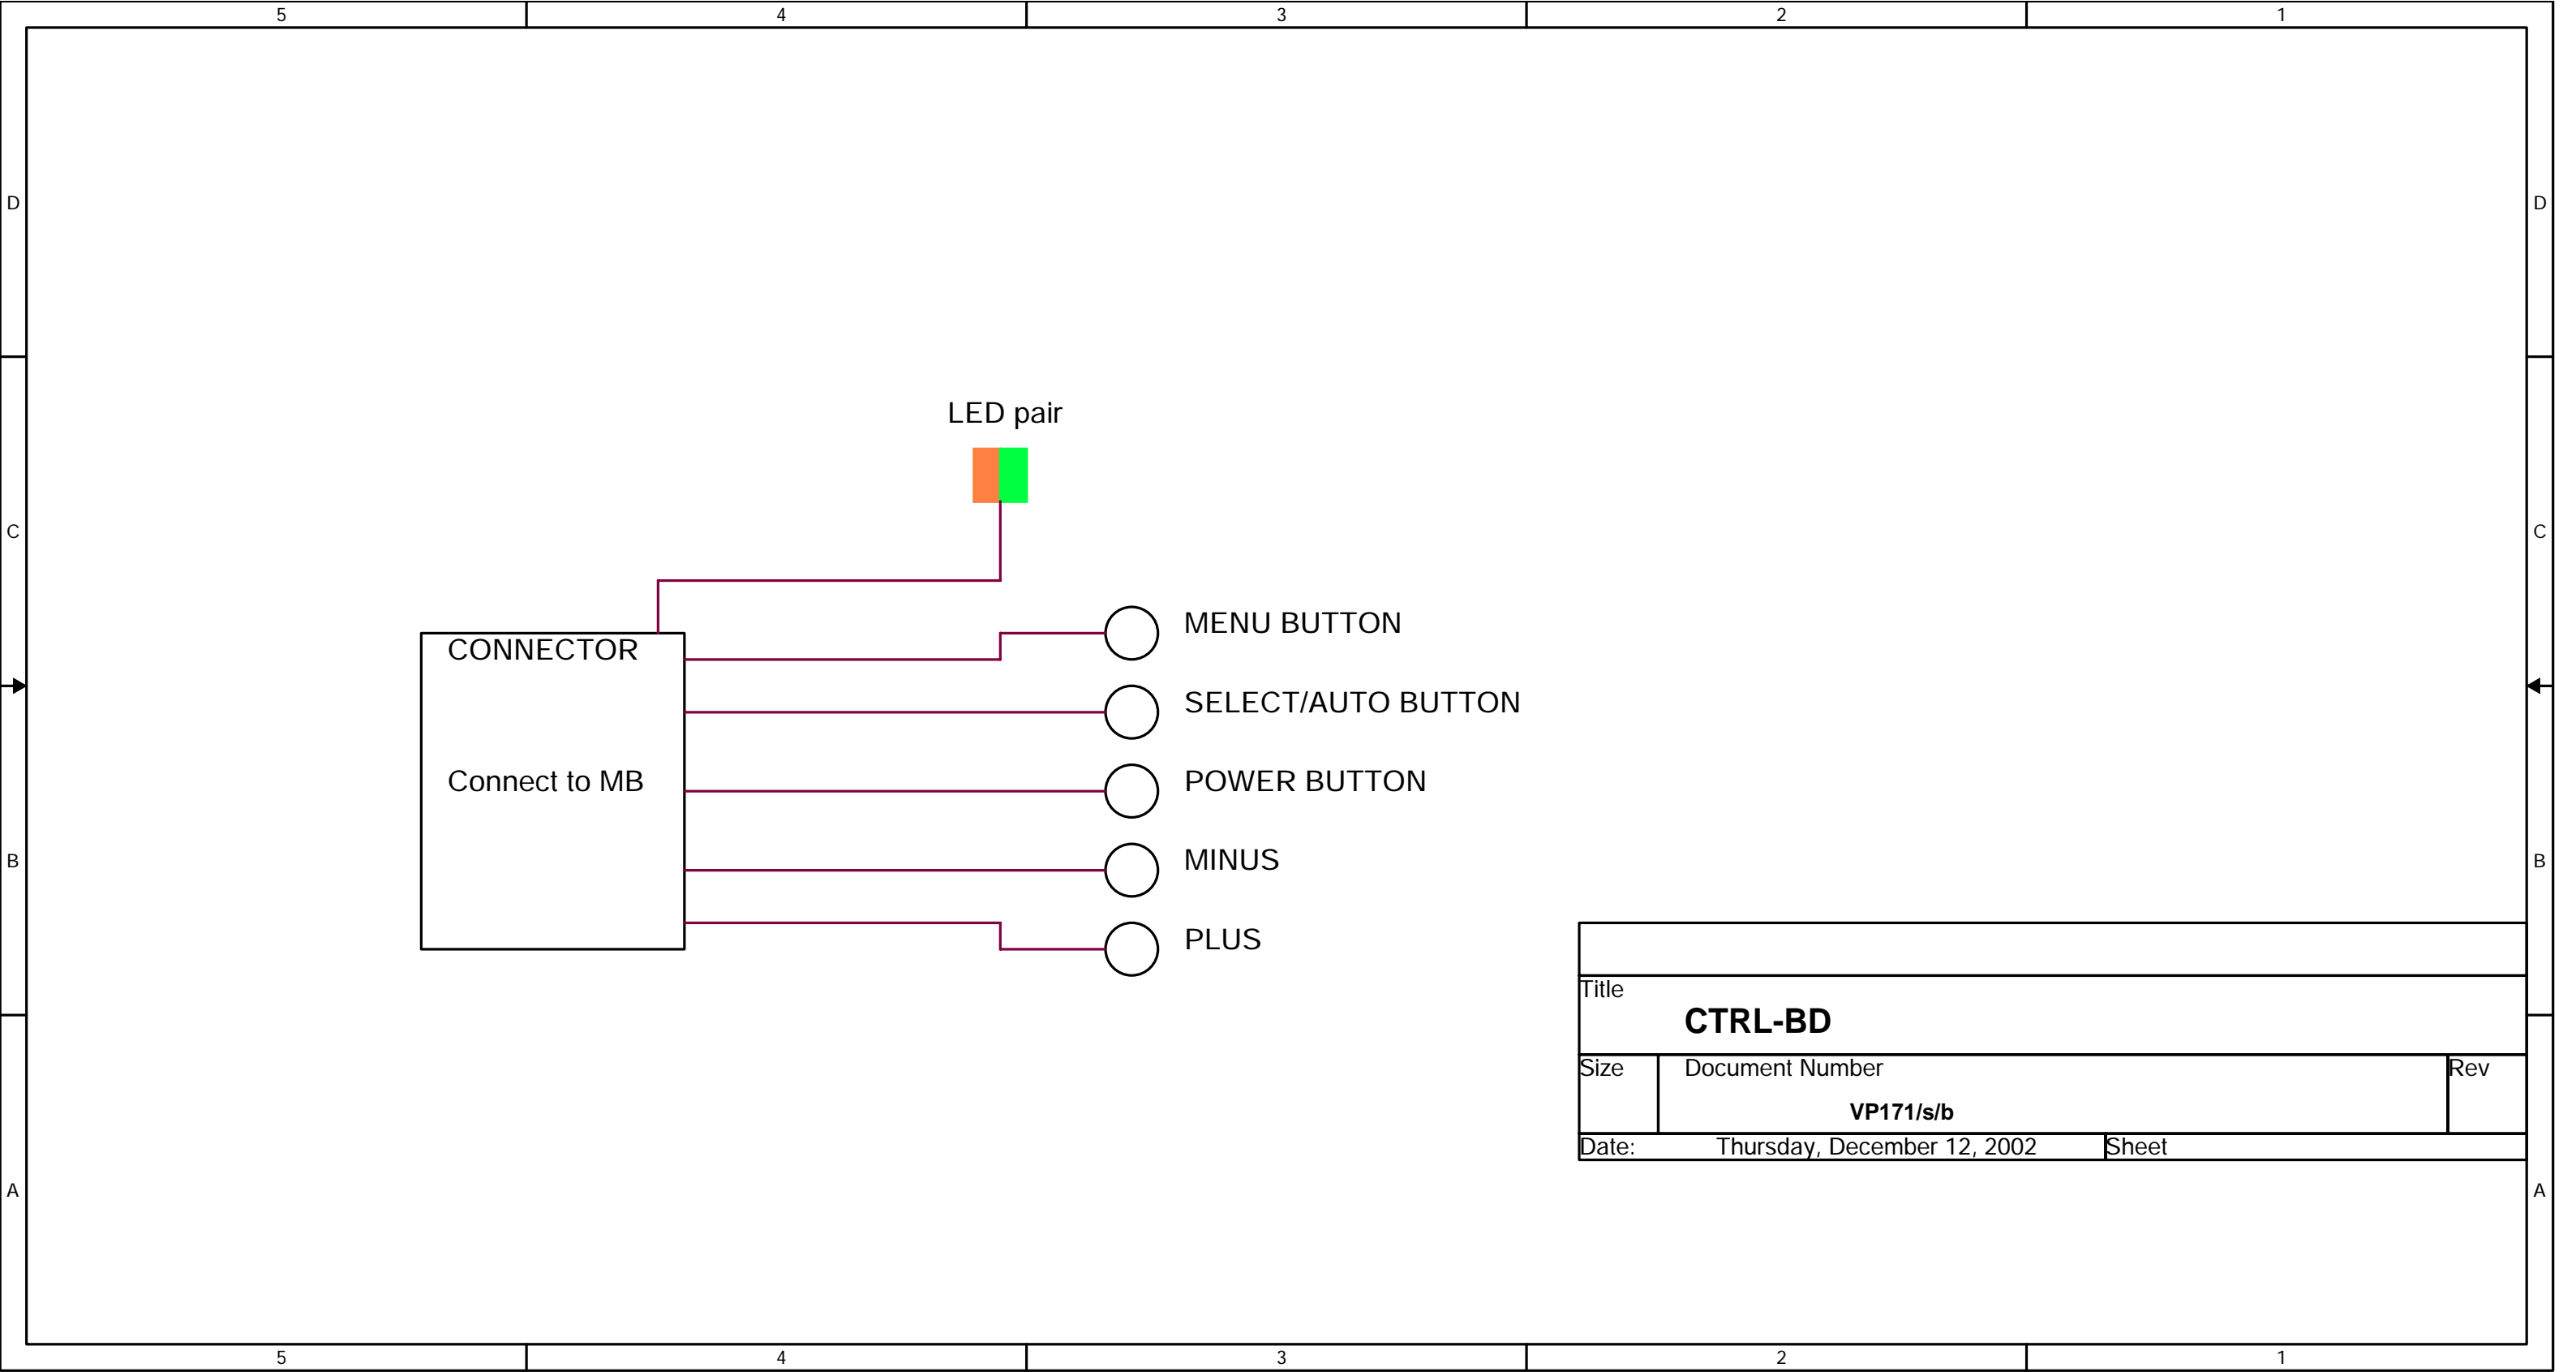 5 4 3 2 1
D D
LED pair
C C
MENU BUTTON
CONNECTOR
SELECT/AUTO BUTTON
Connect to MB
POWER BUTTON
MINUS
B B
PLUS
Title
CTRL-BD
Size Document Number Rev
VP171/s/b
Date: Thursday, December 12, 2002 Sheet
A A
5 4 3 2 1